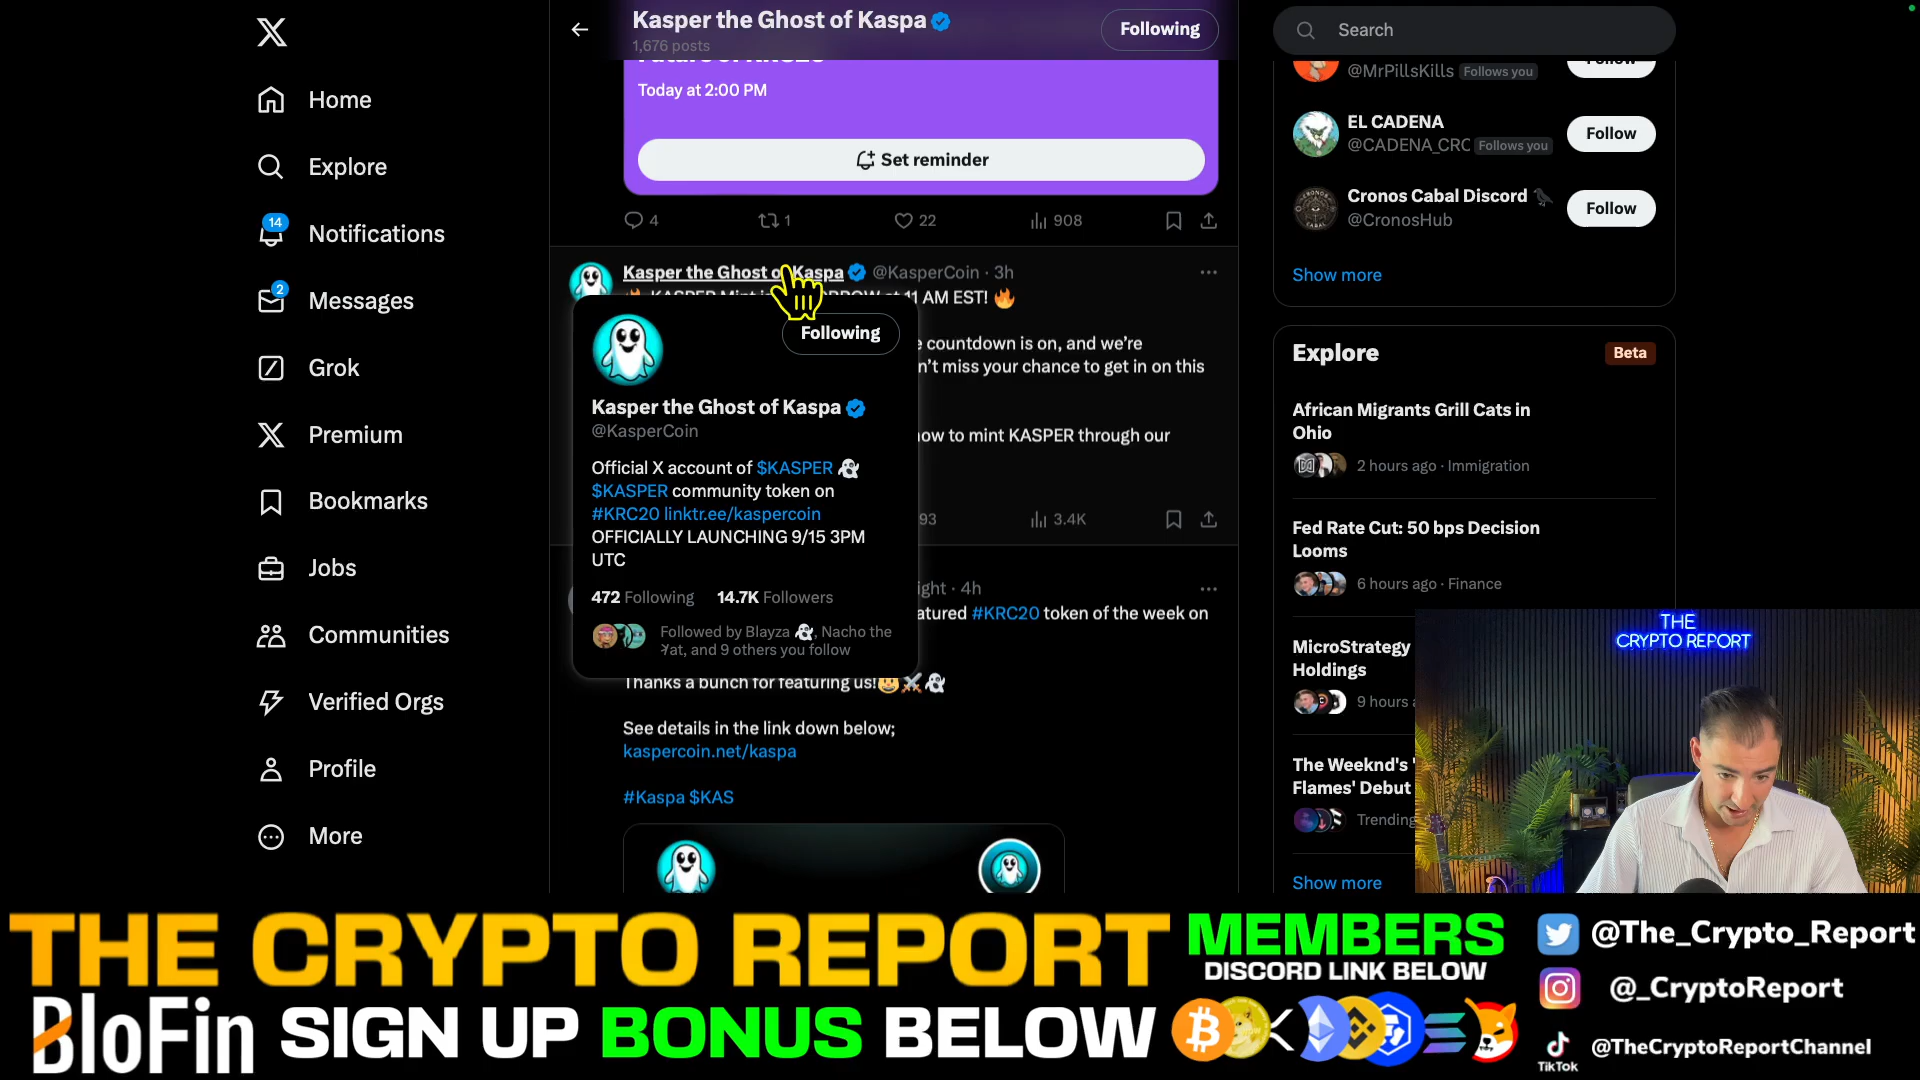 Home
Explore
14
Notifications
2
Messages
Grok
Premium
Bookmarks
Jobs
Communities
Verified Orgs
Profile
More
Kasper the Ghost of Kaspa
1,676 posts
Following
Today at 2:00 PM
Set reminder
4
1
22
908
Kasper the Ghost of Kaspa @KasperCoin · 3h
KASPER Mint
11 AM EST!
countdown is on, and we're
miss your chance to get in on this
how to mint KASPER through our
93
3.4K
Following
Kasper the Ghost of Kaspa
@KasperCoin
Official X account of $KASPER
$KASPER community token on
#KRC20 linktr.ee/kaspercoin
OFFICIALLY LAUNCHING 9/15 3PM
UTC
472 Following 14.7K Followers
Followed by Blayza, Nacho the
𐤊at, and 9 others you follow
ight · 4h
#KRC20 token of the week on
Thanks a bunch for featuring us!
See details in the link down below;
kaspercoin.net/kaspa
#Kaspa $KAS
Search
@MrPillsKills Follows you
Follow
EL CADENA
@CADENA_CRC Follows you
Follow
Cronos Cabal Discord
@CronosHub
Follow
Show more
Explore
Beta
African Migrants Grill Cats in
Ohio
2 hours ago · Immigration
Fed Rate Cut: 50 bps Decision
Looms
6 hours ago · Finance
MicroStrategy
Holdings
9 hours
The Weeknd's
Flames' Debut
Trending
Show more
THE
CRYPTO REPORT
THE CRYPTO REPORT
BloFin SIGN UP BONUS BELOW
MEMBERS
DISCORD LINK BELOW
@The_Crypto_Report
@_CryptoReport
TikTok
@TheCryptoReportChannel